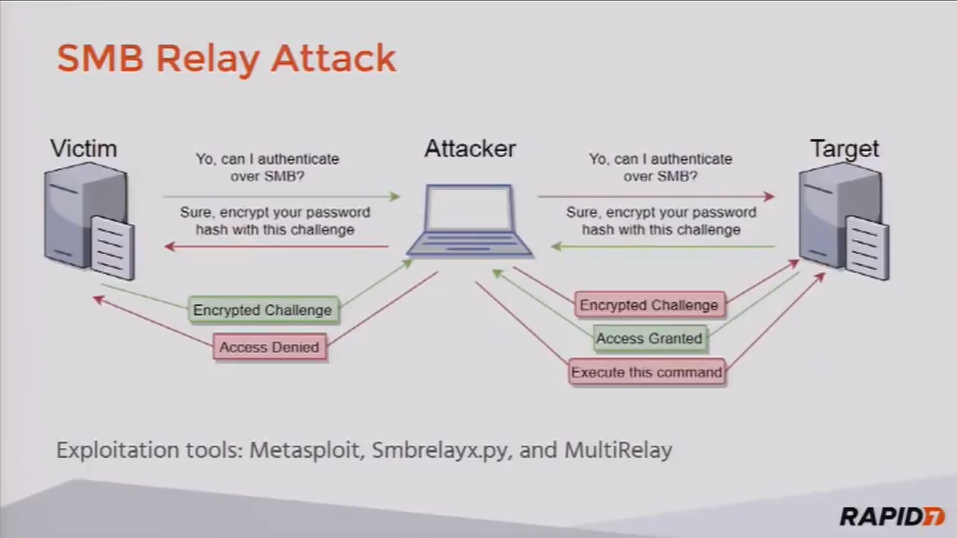 SMB Relay Attack
Victim
Attacker
Target
Yo, can I authenticate
over SMB?
Sure, encrypt your password
hash with this challenge
Yo, can I authenticate
over SMB?
Sure, encrypt your password
hash with this challenge
Encrypted Challenge
Access Denied
Encrypted Challenge
Access Granted
Execute this command
Exploitation tools: Metasploit, Smbrelayx.py, and MultiRelay
RAPID7